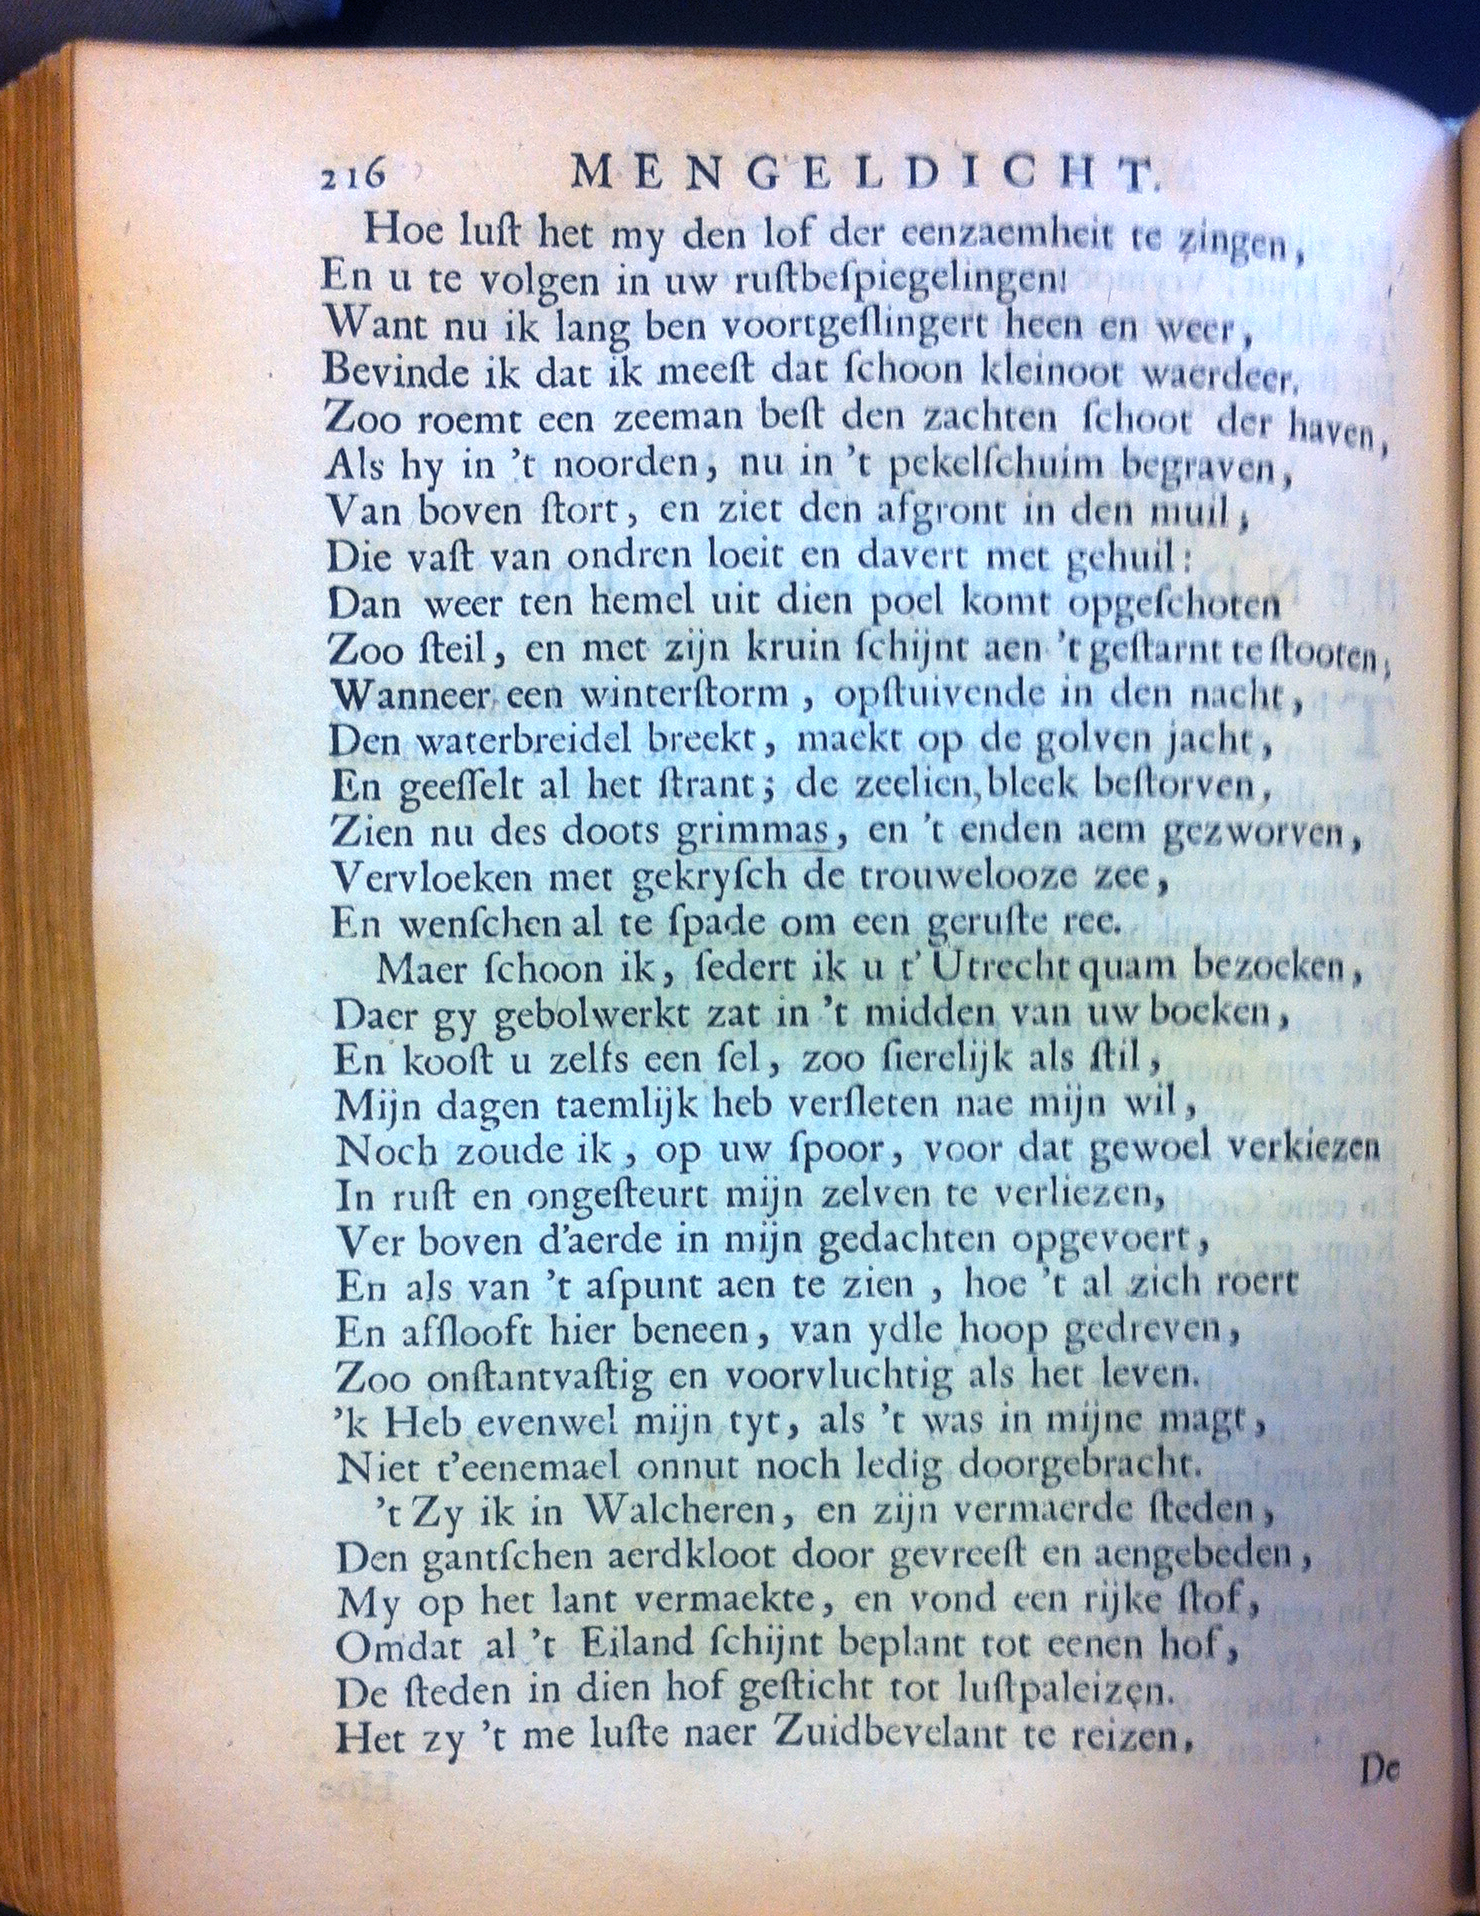 216 MENGELDICHT.
Hoe luſt het my den lof der eenzaemheit te zingen,
En u te volgen in uw ruſtbeſpiegelingen!
Want nu ik lang ben voortgeſlingert heen en weer,
Bevinde ik dat ik meeſt dat ſchoon kleinoot waerdeer.
Zoo roemt een zeeman beſt den zachten ſchoot der haven,
Als hy in 't noorden, nu in 't pekelſchuim begraven,
Van boven ſtort, en ziet den afgront in den muil,
Die vaſt van ondren loeit en davert met gehuil:
Dan weer ten hemel uit dien poel komt opgeſchoten
Zoo ſteil, en met zijn kruin ſchijnt aen 't geſtarnt te ſtooten,
Wanneer een winterſtorm, opſtuivende in den nacht,
Den waterbreidel breekt, maekt op de golven jacht,
En geeſſelt al het ſtrant; de zeelien, bleek beſtorven,
Zien nu des doots grimmas, en 't enden aem gezworven,
Vervloeken met gekryſch de trouwelooze zee,
En wenſchen al te ſpade om een geruſte ree.
Maer ſchoon ik, ſedert ik u t' Utrecht quam bezoeken,
Daer gy gebolwerkt zat in 't midden van uw boeken,
En kooſt u zelfs een ſel, zoo ſierelijk als ſtil,
Mijn dagen taemlijk heb verſleten nae mijn wil,
Noch zoude ik, op uw ſpoor, voor dat gewoel verkiezen
In ruſt en ongeſteurt mijn zelven te verliezen,
Ver boven d'aerde in mijn gedachten opgevoert,
En als van 't aſpunt aen te zien, hoe 't al zich roert
En afſlooft hier beneen, van ydle hoop gedreven,
Zoo onſtantvaſtig en voorvluchtig als het leven.
'k Heb evenwel mijn tyt, als 't was in mijne magt,
Niet t'eenemael onnut noch ledig doorgebracht.
't Zy ik in Walcheren, en zijn vermaerde ſteden,
Den gantſchen aerdkloot door gevreeſt en aengebeden,
My op het lant vermaekte, en vond een rijke ſtof,
Omdat al 't Eiland ſchijnt beplant tot eenen hof,
De ſteden in dien hof geſticht tot luſtpaleizen.
Het zy 't me luſte naer Zuidbevelant te reizen,
De